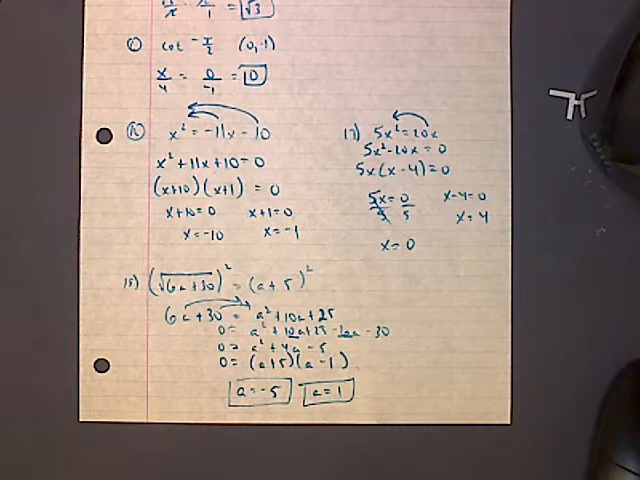 = √3
cot -π/2 (0,-1)
x/y = 0/-1 = 0
x² = -11x - 10
x² + 11x + 10 = 0
(x+10)(x+1) = 0
x+10=0 x+1=0
x=-10 x=-1
17) 5x² = 20x
5x² - 20x = 0
5x(x-4) = 0
5x=0 x-4=0
5 5 x=4
x=0
18) (√6a+30)² = (a+5)²
6a+30 = a² + 10a + 25
0 = a² + 10a + 25 - 6a - 30
0 = a² + 4a - 5
0 = (a+5)(a-1)
a=-5 a=1